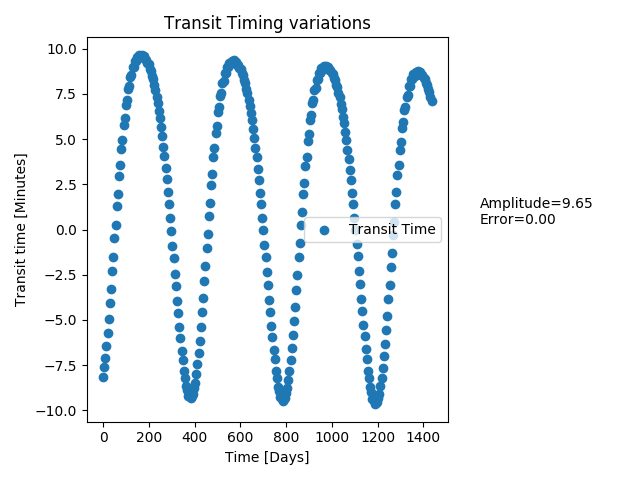 Transit Timing variations
10.0
7.5
5.0
2.5
0.0
−2.5
−5.0
−7.5
−10.0
Transit time [Minutes]
Transit Time
Amplitude=9.65
Error=0.00
0 200 400 600 800 1000 1200 1400
Time [Days]